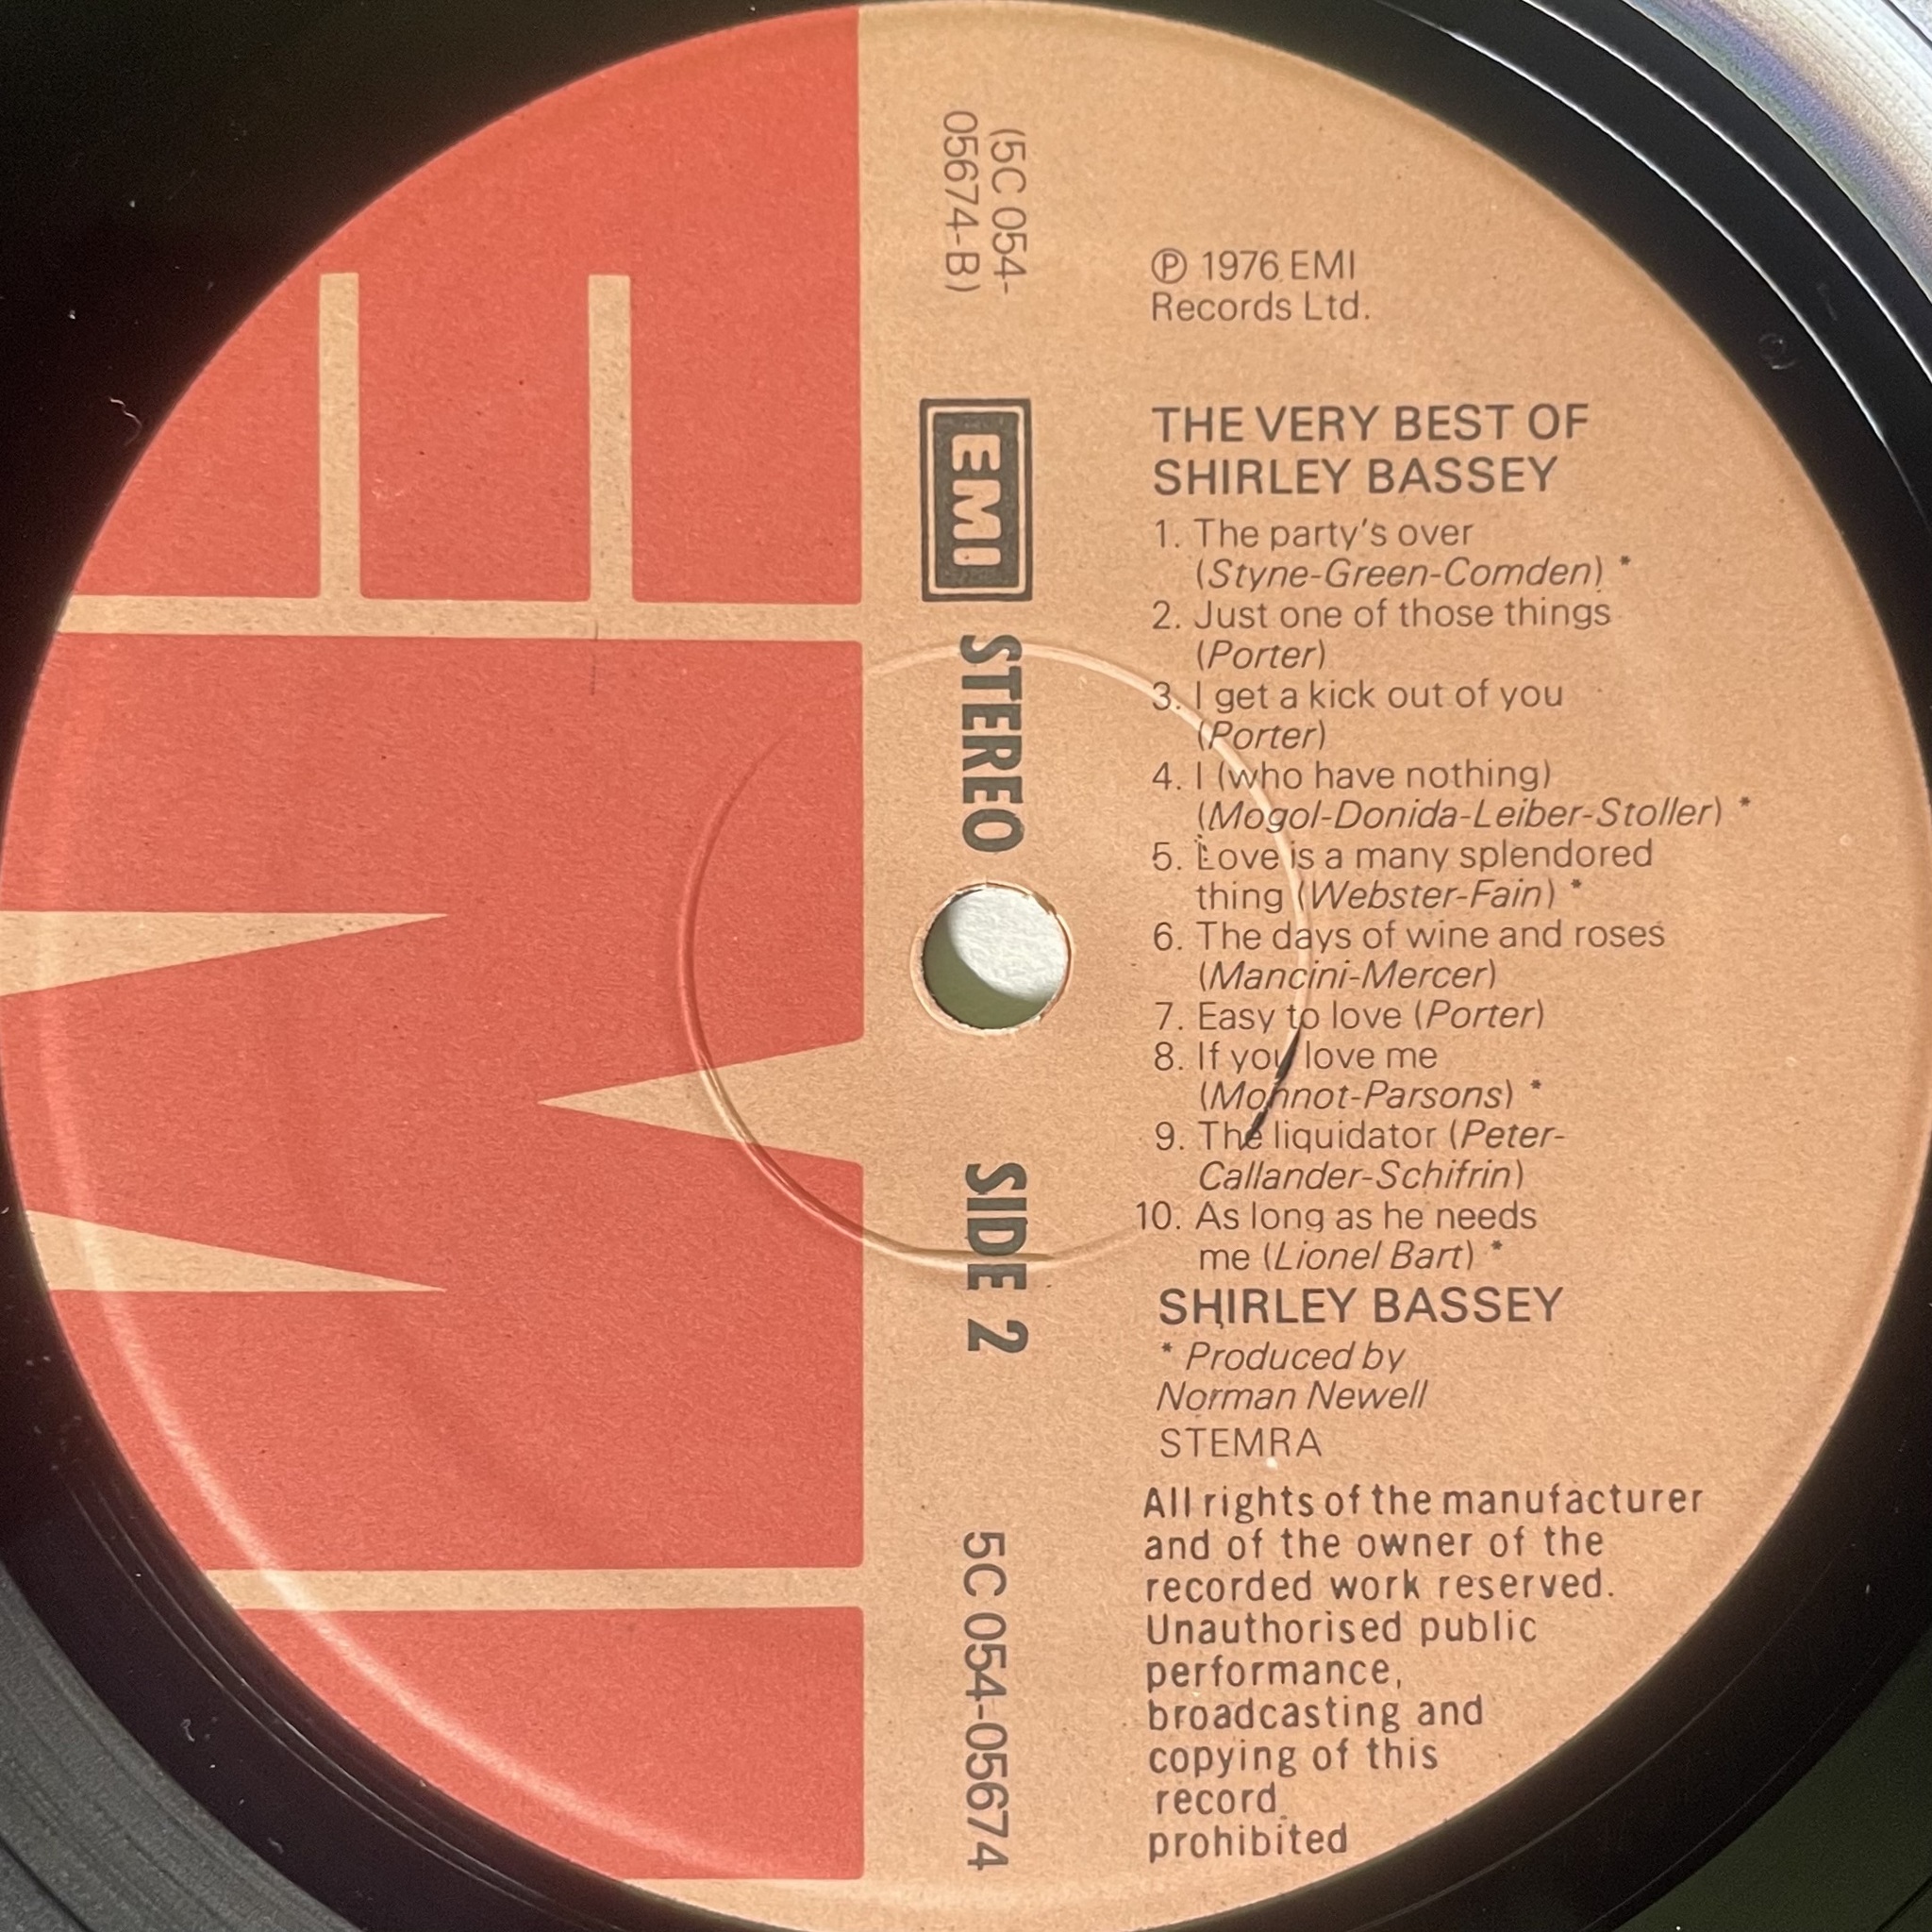 (5C 054-
05674-B)
EMI
STEREO
SIDE 2
5C 054-05674
℗ 1976 EMI
Records Ltd.
THE VERY BEST OF
SHIRLEY BASSEY
1. The party's over
(Styne-Green-Comden) *
2. Just one of those things
(Porter)
3. I get a kick out of you
(Porter)
4. I (who have nothing)
(Mogol-Donida-Leiber-Stoller) *
5. Love is a many splendored
thing (Webster-Fain) *
6. The days of wine and roses
(Mancini-Mercer)
7. Easy to love (Porter)
8. If you love me
(Monnot-Parsons) *
9. The liquidator (Peter-
Callander-Schifrin)
10. As long as he needs
me (Lionel Bart) *
SHIRLEY BASSEY
* Produced by
Norman Newell
STEMRA
All rights of the manufacturer
and of the owner of the
recorded work reserved.
Unauthorised public
performance,
broadcasting and
copying of this
record
prohibited